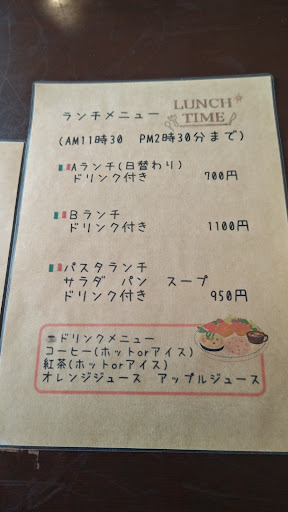 ランチメニュー
LUNCH
TIME
(AM11時30 PM2時30分まで)
Aランチ(日替わり)
ドリンク付き 700円
Bランチ
ドリンク付き 1100円
パスタランチ
サラダ パン スープ
ドリンク付き 950円
ドリンクメニュー
コーヒー(ホットorアイス)
紅茶(ホットorアイス)
オレンジジュース アップルジュース